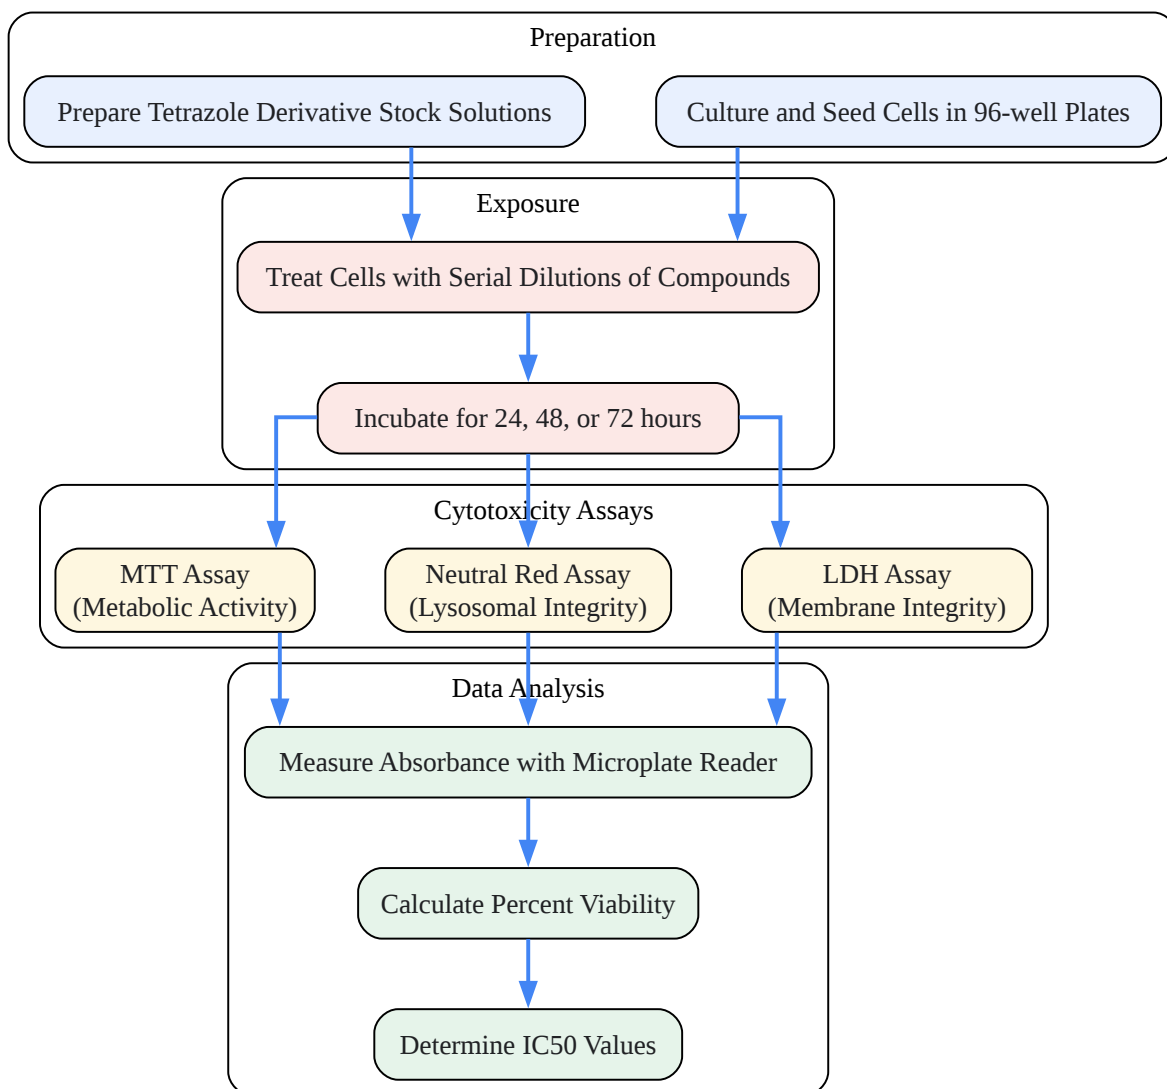 Preparation
Prepare Tetrazole Derivative Stock Solutions
Culture and Seed Cells in 96-well Plates
Exposure
Treat Cells with Serial Dilutions of Compounds
Incubate for 24, 48, or 72 hours
Cytotoxicity Assays
MTT Assay
(Metabolic Activity)
Neutral Red Assay
(Lysosomal Integrity)
LDH Assay
(Membrane Integrity)
Data Analysis
Measure Absorbance with Microplate Reader
Calculate Percent Viability
Determine IC50 Values